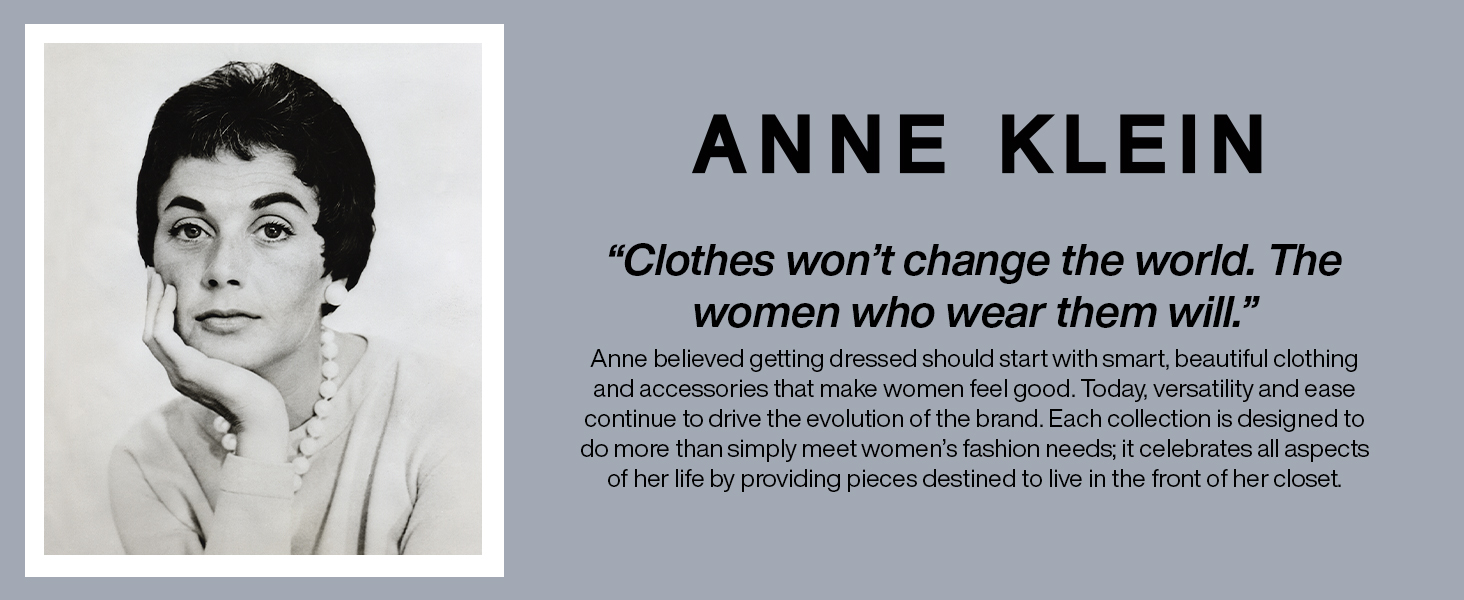 ANNE KLEIN
“Clothes won’t change the world. The
women who wear them will.”
Anne believed getting dressed should start with smart, beautiful clothing
and accessories that make women feel good. Today, versatility and ease
continue to drive the evolution of the brand. Each collection is designed to
do more than simply meet women’s fashion needs; it celebrates all aspects
of her life by providing pieces destined to live in the front of her closet.